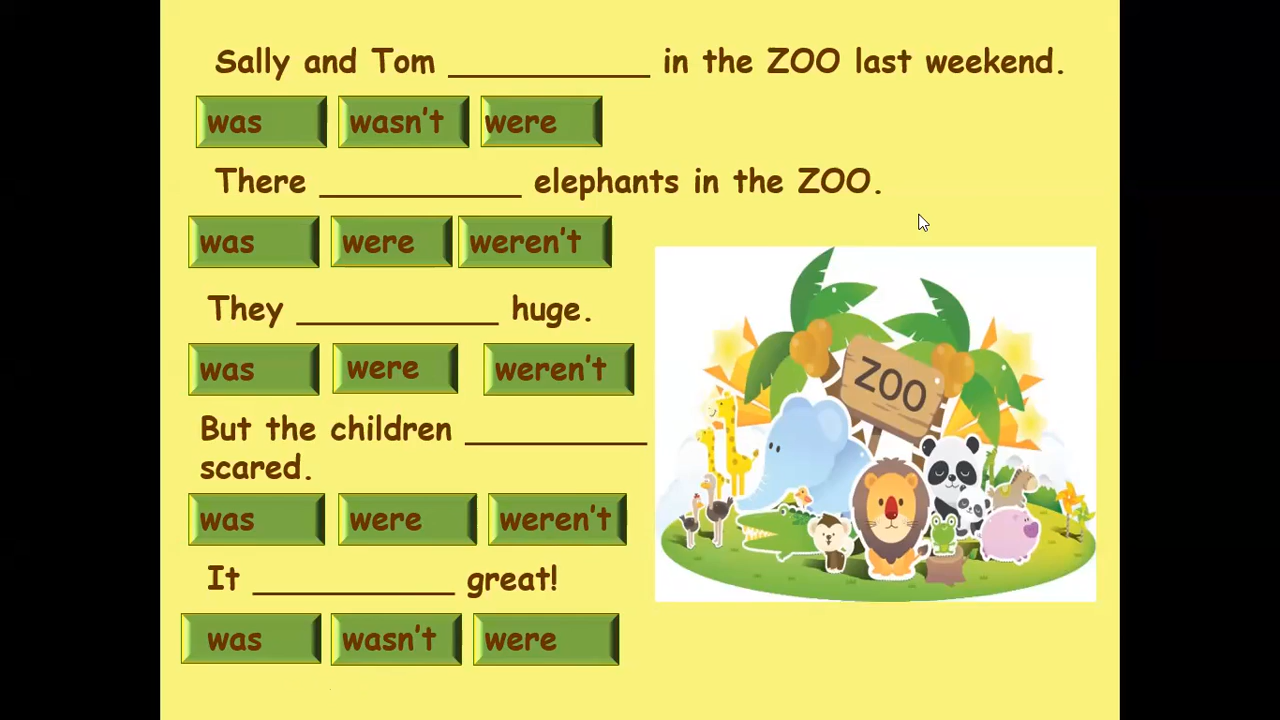 Sally and Tom ___________ in the ZOO last weekend.
was wasn't were
There ___________ elephants in the ZOO.
was were weren't
They ___________ huge.
was were weren't
But the children __________
scared.
was were weren't
It ___________ great!
was wasn't were
ZOO